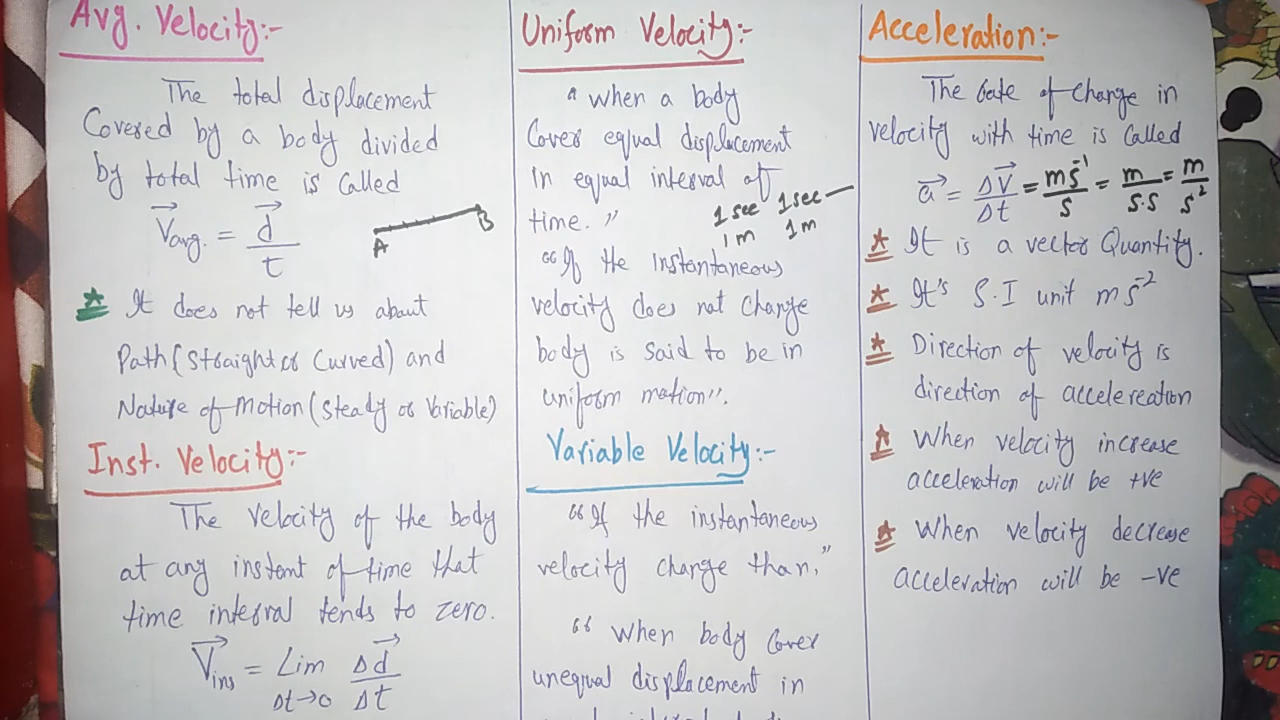 Avg. Velocity:-
The total displacement
Covered by a body divided
by total time is Called
V⃗avg. = d⃗/t
A B
It does not tell us about
Path (Straight or Curved) and
Nature of Motion (Steady or Variable)
Inst. Velocity:-
The velocity of the body
at any instant of time that
time interval tends to zero.
V⃗ins = Lim Δt→0 Δd⃗/Δt
Uniform Velocity:-
" when a body
Cover equal displacement
in equal interval of
time."
1 sec 1 sec
1 m 1 m
"If the instantaneous
velocity does not change
body is said to be in
uniform motion".
Variable Velocity:-
"If the instantaneous
velocity change than,"
" When body Cover
unequal displacement in
Acceleration:-
The rate of change in
velocity with time is Called
a⃗ = ΔV⃗/Δt = ms⁻¹/s = m/s.s = m/s²
It is a vector Quantity.
It's S.I unit ms⁻²
Direction of velocity is
direction of accelereation
When velocity increase
acceleration will be +ve
When velocity decrease
acceleration will be -ve